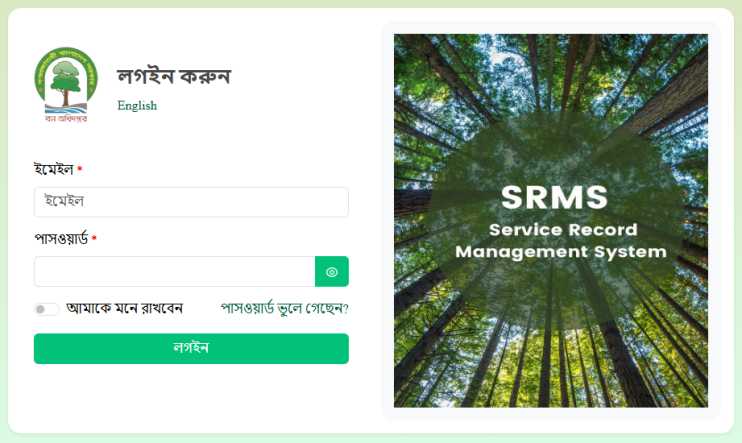 লগইন করুন
English
বন অধিদপ্তর
ইমেইল *
ইমেইল
পাসওয়ার্ড *
আমাকে মনে রাখবেন
পাসওয়ার্ড ভুলে গেছেন?
লগইন
SRMS
Service Record
Management System